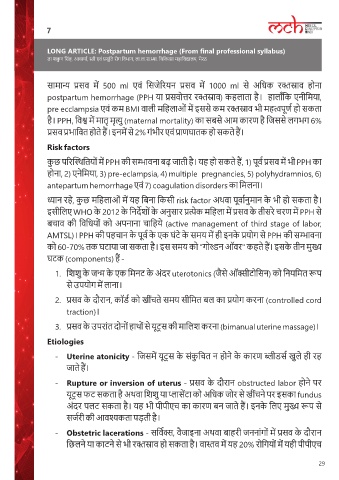 7
mch
LONG ARTICLE: Postpartum hemorrhage (From final professional syllabus)
सामान्य प्रसव में 500 ml एवं सिजेरियन प्रसव में 1000 ml से अधिक रक्तस्राव होना
postpartum hemorrhage (PPH या प्रसवोत्तर रक्तस्राव) कहलाता है। हालाँकि एनीमिया,
pre ecclampsia एवं कम BMI वाली महिलाओं में इससे कम रक्तस्राव भी महत्वपूर्ण हो सकता
है। PPH, विश्व में मातृ मृत्यु (maternal mortality) का सबसे आम कारण है जिससे लगभग 6%
प्रसव प्रभावित होते हैं। इनमें से 2% गंभीर एवं प्राणघातक हो सकते हैं।
Risk factors
कुछ परिस्थितियों में PPH की सम्भावना बढ़ जाती है। यह हो सकते हैं, 1) पूर्व प्रसव में भी PPH का
होना, 2) एनेमिया, 3) pre-eclampsia, 4) multiple pregnancies, 5) polyhydramnios, 6)
antepartum hemorrhage एवं 7) coagulation disorders का मिलना।
ध्यान रहे, कुछ महिलाओं में यह बिना किसी risk factor अथवा पूर्वानुमान के भी हो सकता है।
इसीलिए WHO के 2012 के निर्देशों के अनुसार प्रत्येक महिला में प्रसव के तीसरे चरण में PPH से
बचाव की विधियों को अपनाना चाहिये (active management of third stage of labor,
AMTSL)। PPH की पहचान के पूर्व के एक घंटे के समय में ही इनके प्रयोग से PPH की सम्भावना
को 60-70% तक घटाया जा सकता है। इस समय को "गोल्डन ऑवर" कहते हैं। इसके तीन मुख्य
घटक (components) हैं -
1. शिशु के जन्म के एक मिनट के अंदर uterotonics (जैसे ऑक्सीटोसिन) को नियमित रूप
से उपयोग में लाना।
2. प्रसव के दौरान, कॉर्ड को खींचते समय सीमित बल का प्रयोग करना (controlled cord
traction)।
3. प्रसव के उपरांत दोनों हाथों से यूट्रस की मालिश करना (bimanual uterine massage)।
Etiologies
- Uterine atonicity - जिसमें यूट्रस के संकुचित न होने के कारण ब्लीडर्स खुले ही रह
जाते हैं।
- Rupture or inversion of uterus - प्रसव के दौरान obstructed labor होने पर
यूट्रस फट सकता है अथवा शिशु या प्लासेंटा को अधिक जोर से खींचने पर इसका fundus
अंदर पलट सकता है। यह भी पीपीएच का कारण बन जाते हैं। इनके लिए मुख्य रूप से
सर्जरी की आवश्यकता पड़ती है।
- Obstetric lacerations - सर्विक्स, वैजाइना अथवा बाहरी जननांगों में प्रसव के दौरान
छिलने या काटने से भी रक्तस्राव हो सकता है। वास्तव में यह 20% रोगियों में यही पीपीएच
29